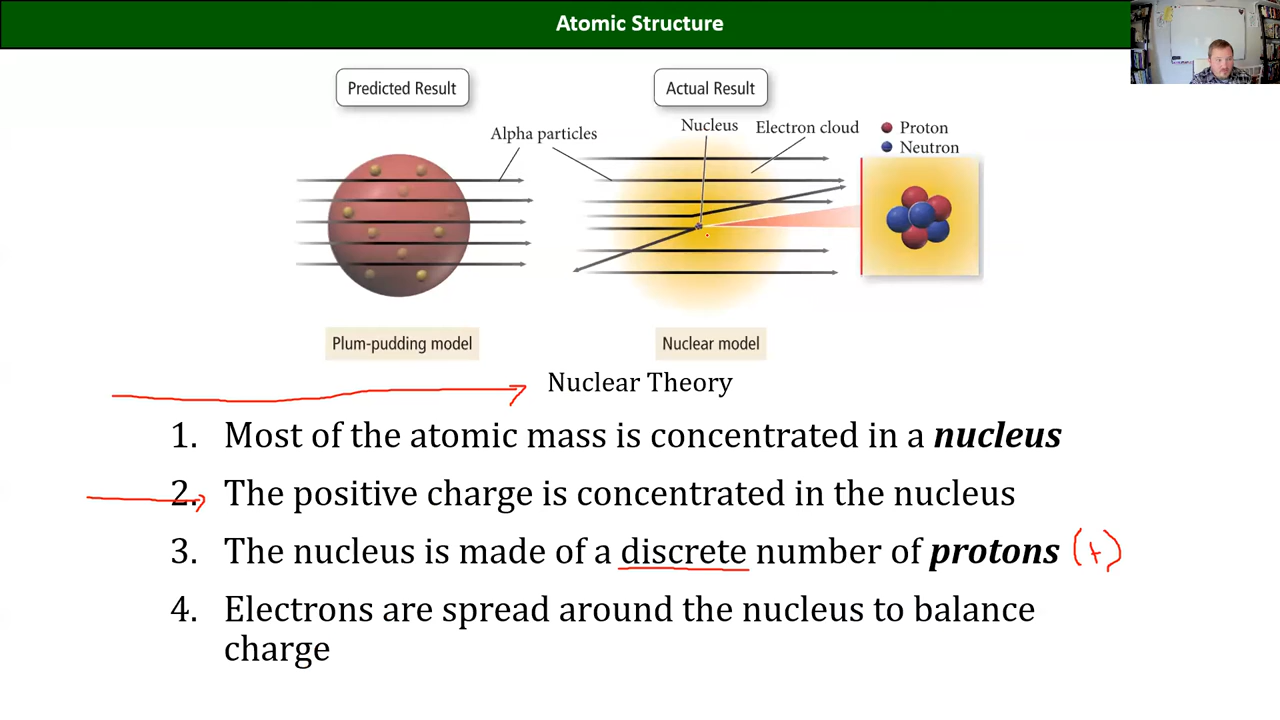 Atomic Structure
Predicted Result
Actual Result
Alpha particles
Nucleus
Electron cloud
Proton
Neutron
Plum-pudding model
Nuclear model
Nuclear Theory
1. Most of the atomic mass is concentrated in a nucleus
2. The positive charge is concentrated in the nucleus
3. The nucleus is made of a discrete number of protons (+)
4. Electrons are spread around the nucleus to balance
charge